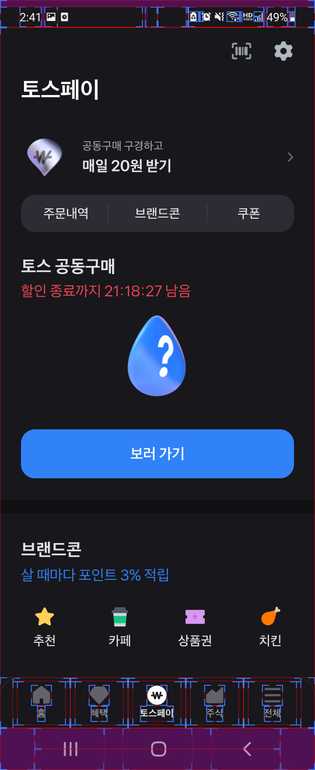 2:41
49%
토스페이
공동구매 구경하고
매일 20원 받기
주문내역 브랜드콘 쿠폰
토스 공동구매
할인 종료까지 21:18:27 남음
?
보러 가기
브랜드콘
살 때마다 포인트 3% 적립
추천 카페 상품권 치킨
홈 혜택 토스페이 주식 전체